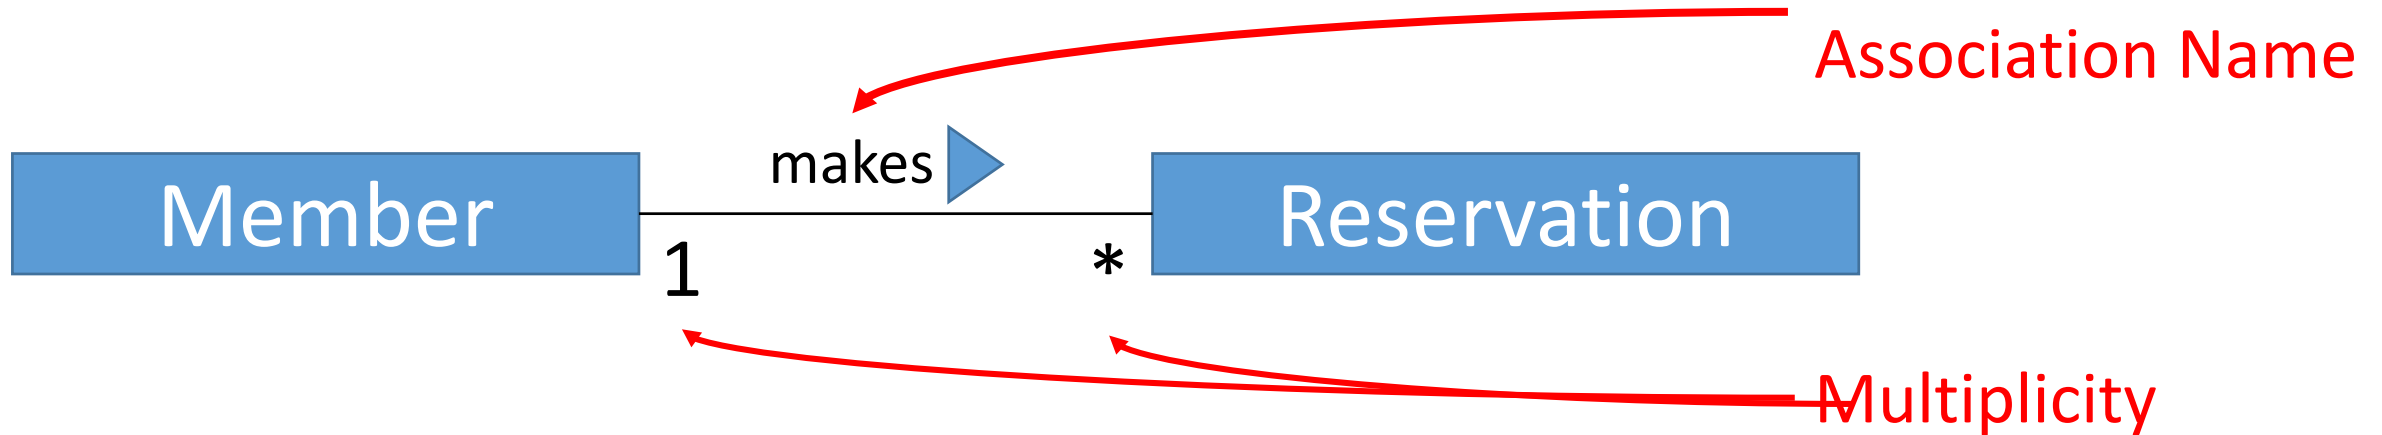 Association Name
makes
Member
Reservation
1
*
Multiplicity